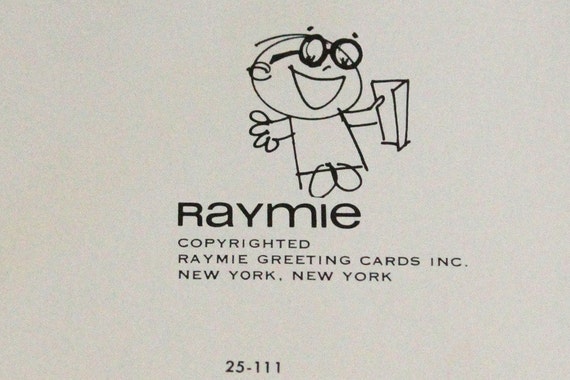 Raymie
COPYRIGHTED
RAYMIE GREETING CARDS INC.
NEW YORK, NEW YORK
25-111